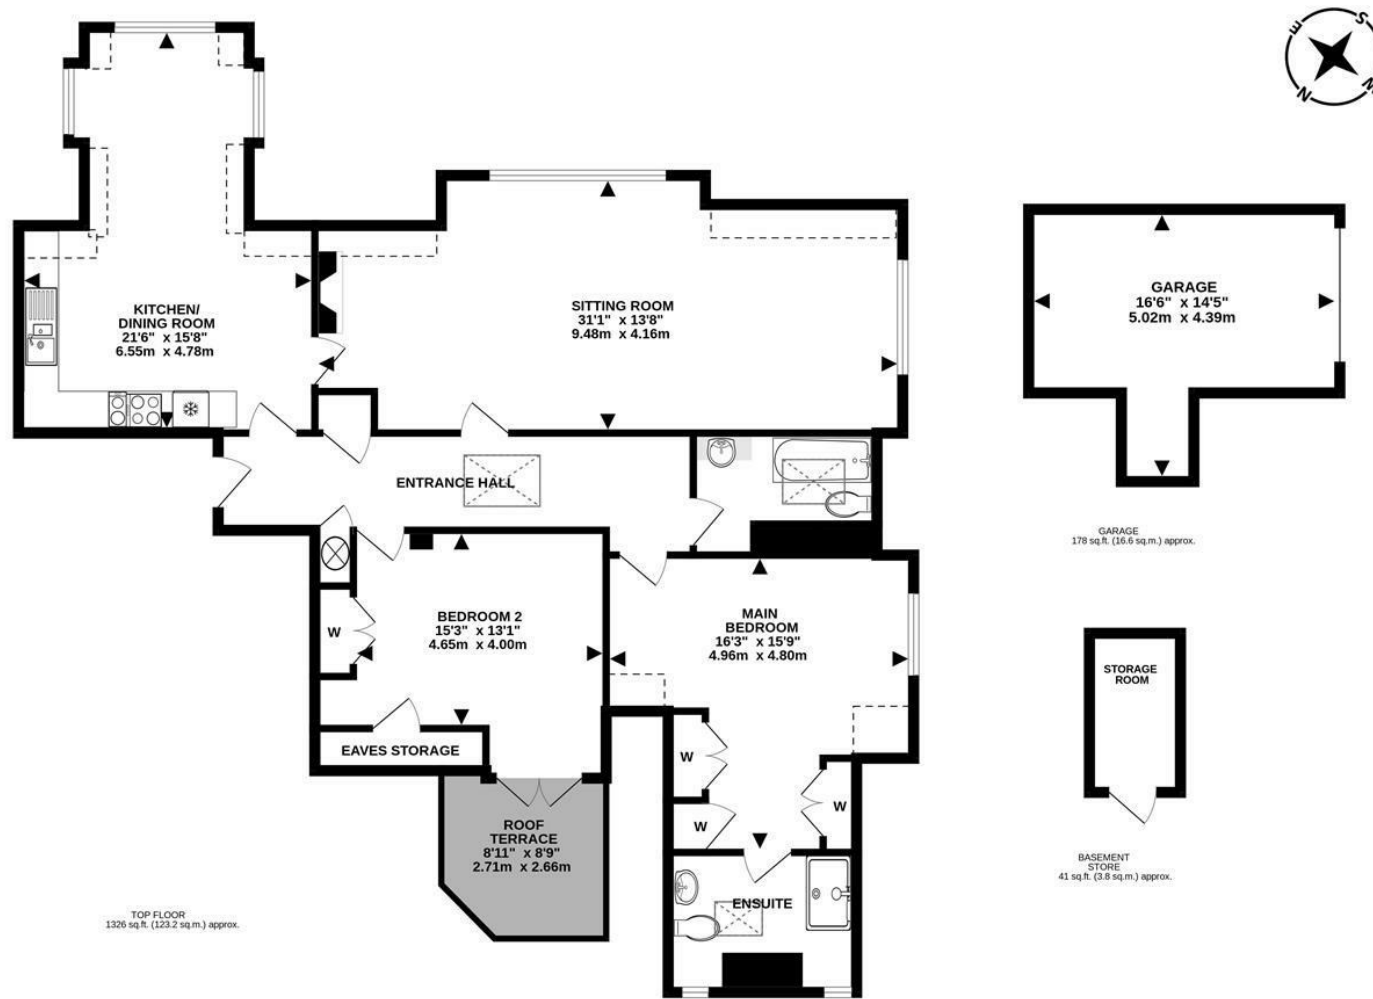 E
S
N
W
KITCHEN/
DINING ROOM
21'6" x 15'8"
6.55m x 4.78m
SITTING ROOM
31'1" x 13'8"
9.48m x 4.16m
GARAGE
16'6" x 14'5"
5.02m x 4.39m
ENTRANCE HALL
GARAGE
178 sq.ft. (16.6 sq.m.) approx.
BEDROOM 2
15'3" x 13'1"
4.65m x 4.00m
W
MAIN
BEDROOM
16'3" x 15'9"
4.96m x 4.80m
STORAGE
ROOM
EAVES STORAGE
W
W
W
ROOF
TERRACE
8'11" x 8'9"
2.71m x 2.66m
BASEMENT
STORE
41 sq.ft. (3.8 sq.m.) approx.
ENSUITE
TOP FLOOR
1326 sq.ft. (123.2 sq.m.) approx.